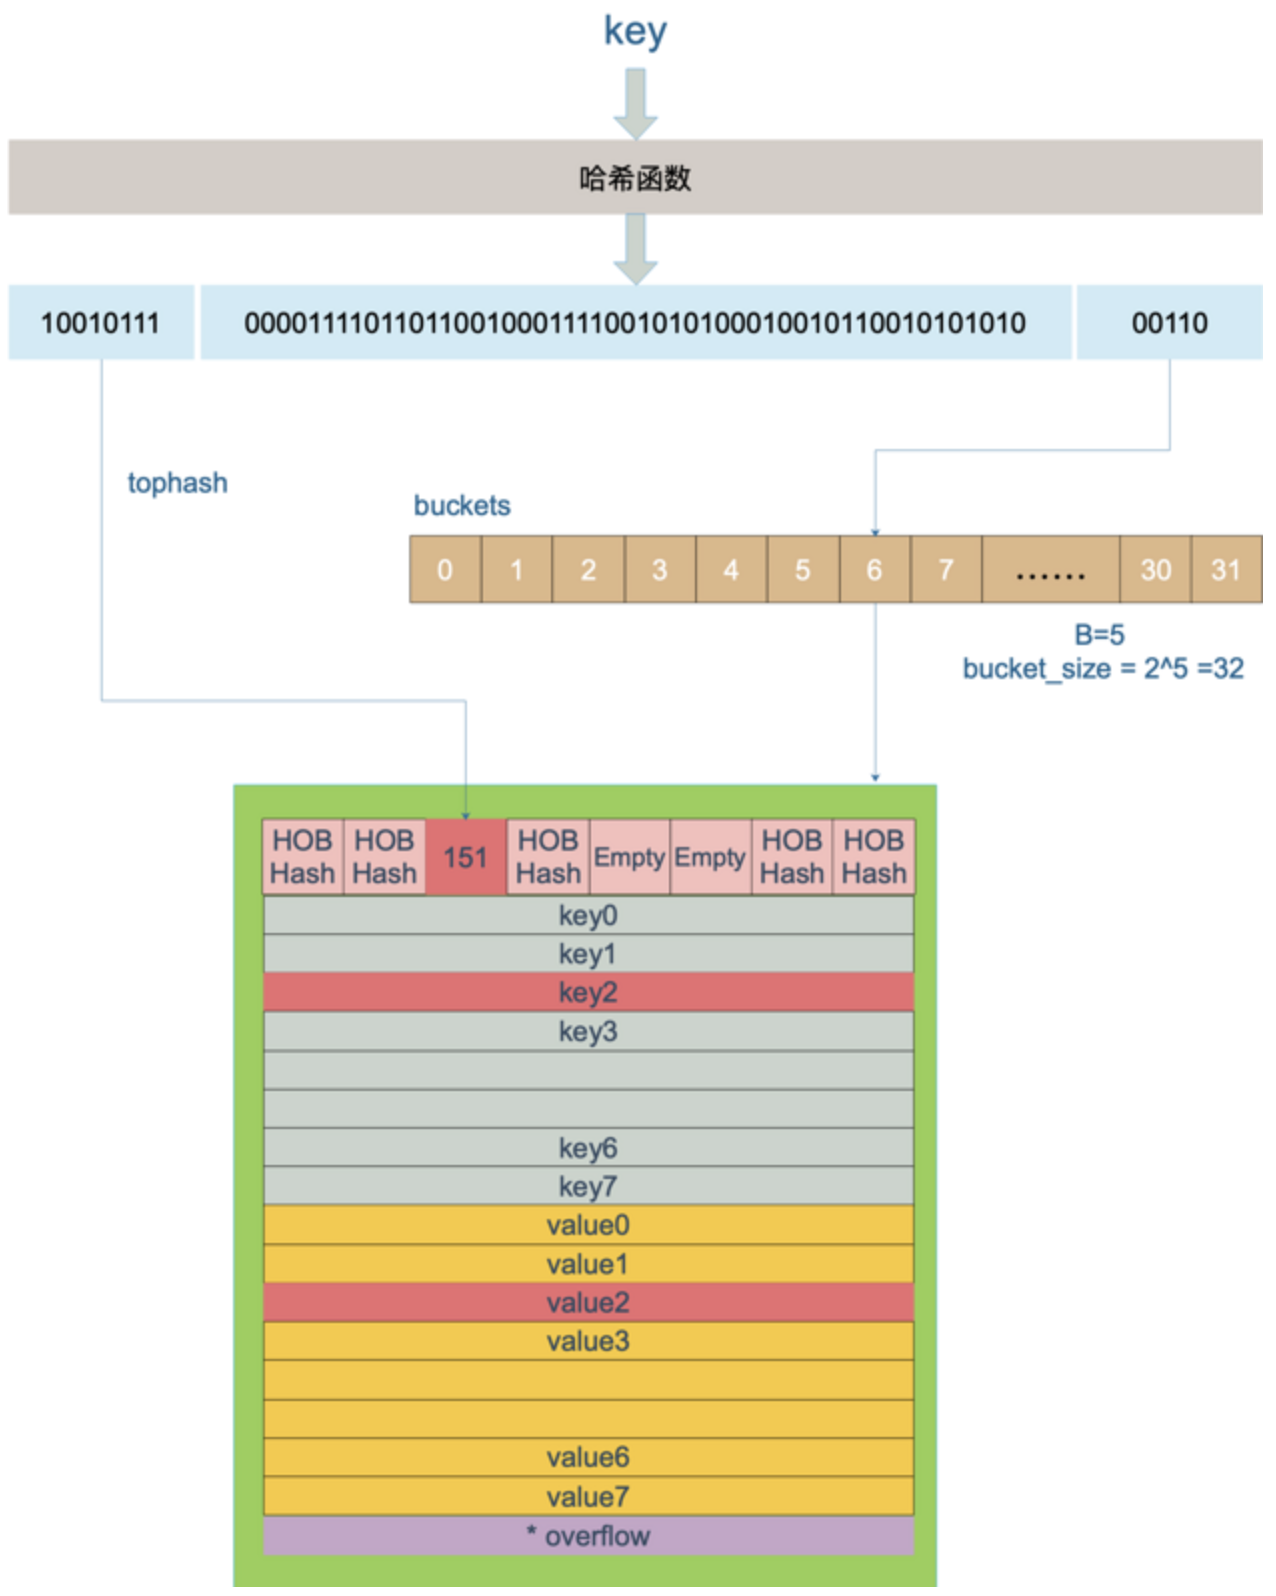 key
哈希函数
10010111 000011110110110010001111001010100010010110010101010 00110
tophash
buckets
0 1 2 3 4 5 6 7 ...... 30 31
B=5
bucket_size = 2^5 =32
HOB HOB HOB HOB HOB
Hash Hash 151 Hash Empty Empty Hash Hash
key0
key1
key2
key3
key6
key7
value0
value1
value2
value3
value6
value7
* overflow